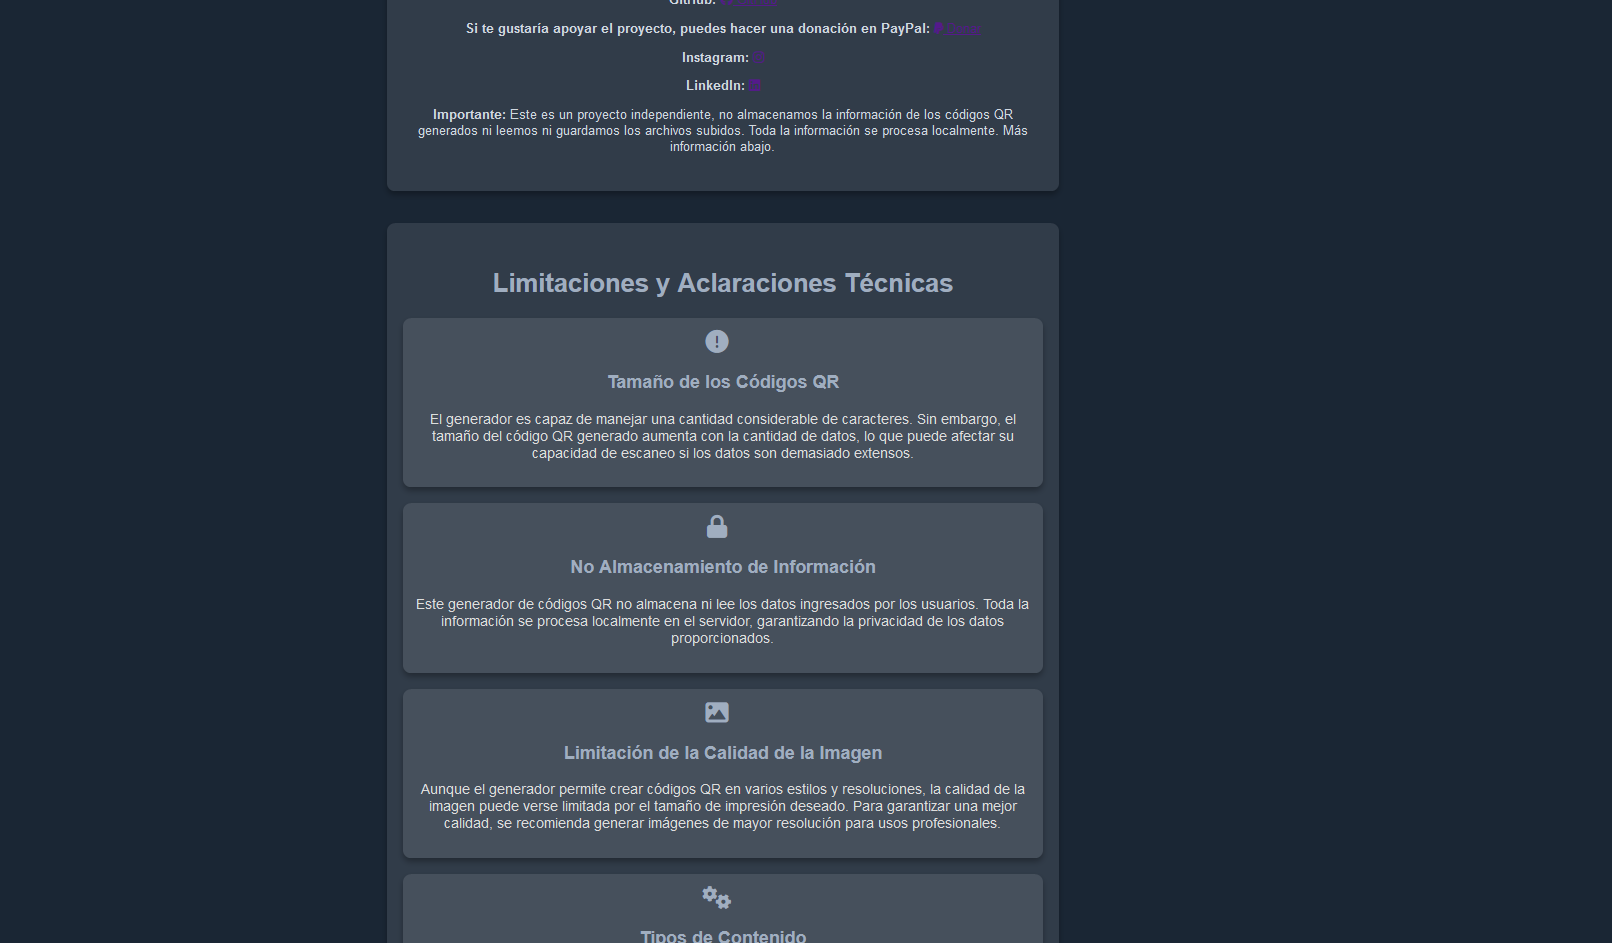 GitHub:
Si te gustaría apoyar el proyecto, puedes hacer una donación en PayPal:
Instagram:
LinkedIn:
Importante: Este es un proyecto independiente, no almacenamos la información de los códigos QR
generados ni leemos ni guardamos los archivos subidos. Toda la información se procesa localmente. Más
información abajo.
Limitaciones y Aclaraciones Técnicas
Tamaño de los Códigos QR
El generador es capaz de manejar una cantidad considerable de caracteres. Sin embargo, el
tamaño del código QR generado aumenta con la cantidad de datos, lo que puede afectar su
capacidad de escaneo si los datos son demasiado extensos.
No Almacenamiento de Información
Este generador de códigos QR no almacena ni lee los datos ingresados por los usuarios. Toda la
información se procesa localmente en el servidor, garantizando la privacidad de los datos
proporcionados.
Limitación de la Calidad de la Imagen
Aunque el generador permite crear códigos QR en varios estilos y resoluciones, la calidad de la
imagen puede verse limitada por el tamaño de impresión deseado. Para garantizar una mejor
calidad, se recomienda generar imágenes de mayor resolución para usos profesionales.
Tipos de Contenido